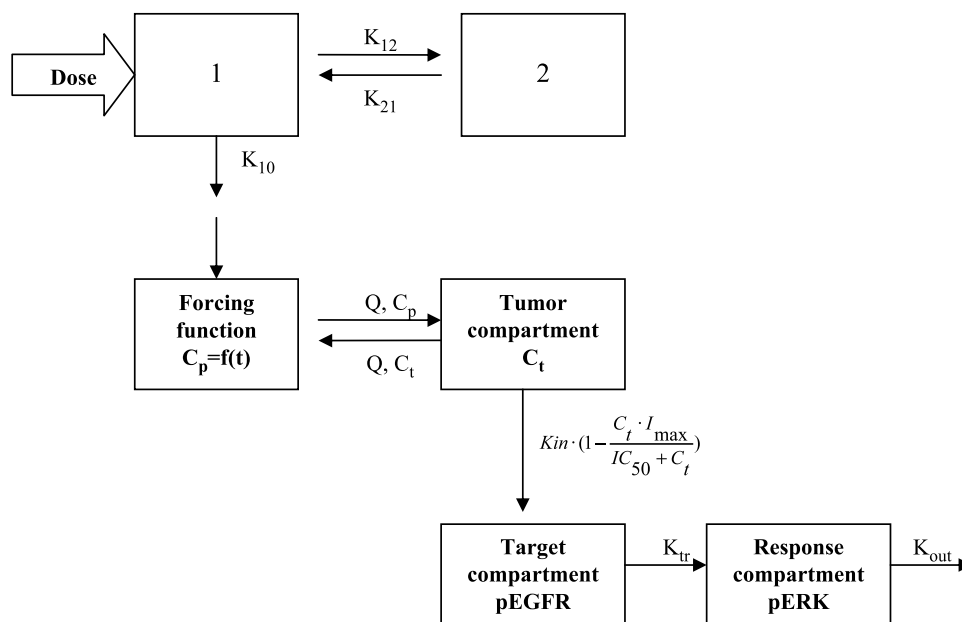 Dose
1
K12
K21
2
K10
Forcing
function
Cp=f(t)
Q, Cp
Q, Ct
Tumor
compartment
Ct
Kin·(1−Ct·Imax/IC50+Ct)
Target
compartment
pEGFR
Ktr
Response
compartment
pERK
Kout